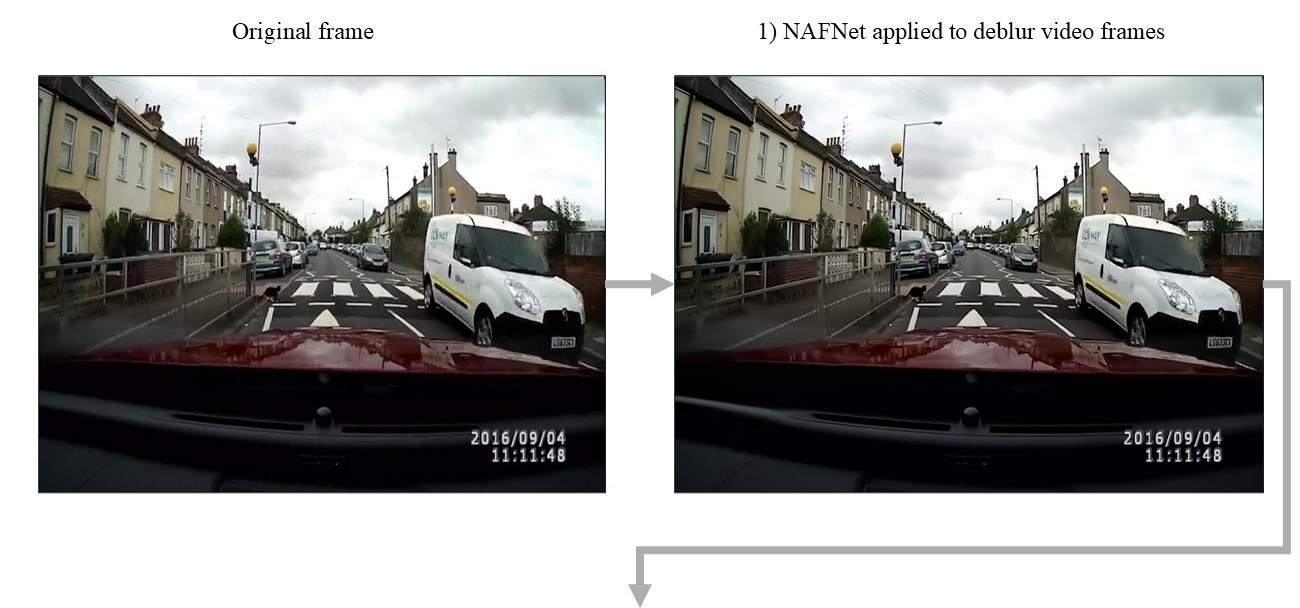 Original frame
1) NAFNet applied to deblur video frames
2016/09/04
11:11:48
2016/09/04
11:11:48